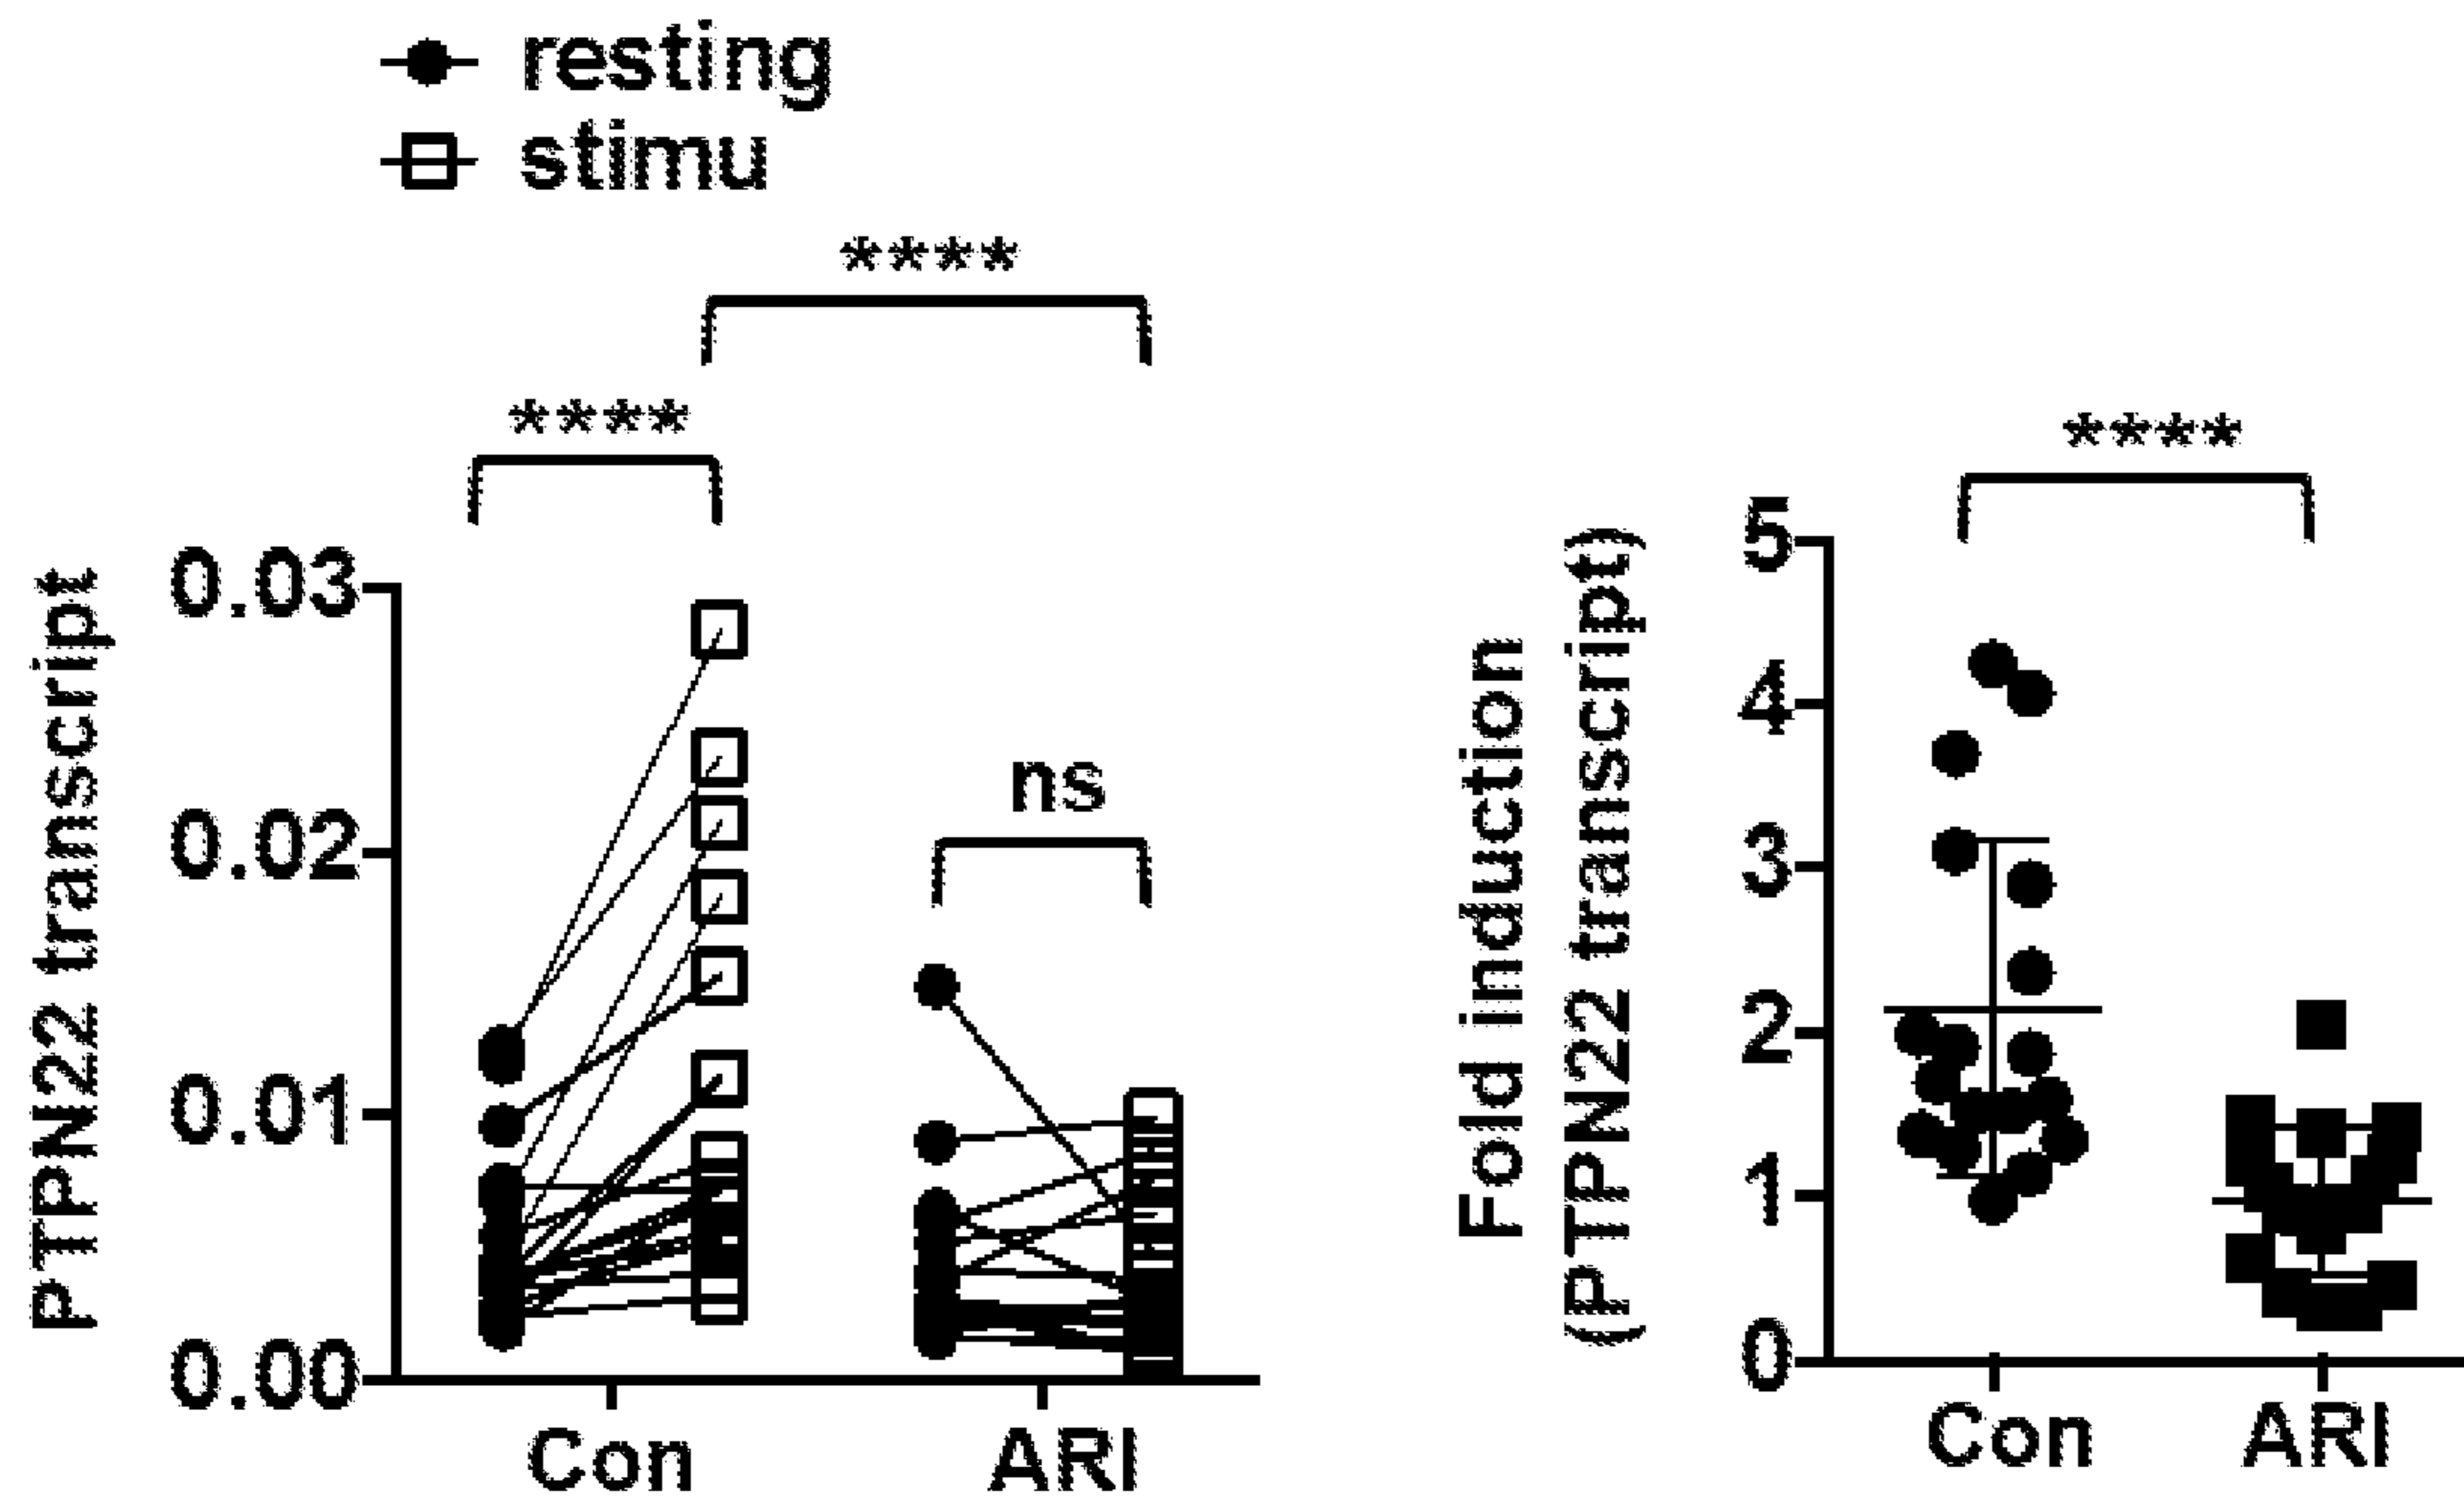 resting
stimu
****
****
ns
PTPN22 transcript
0.03
0.02
0.01
0.00
Con
ARI
****
Fold induction
(PTPN22 transcript)
5
4
3
2
1
0
Con
ARI